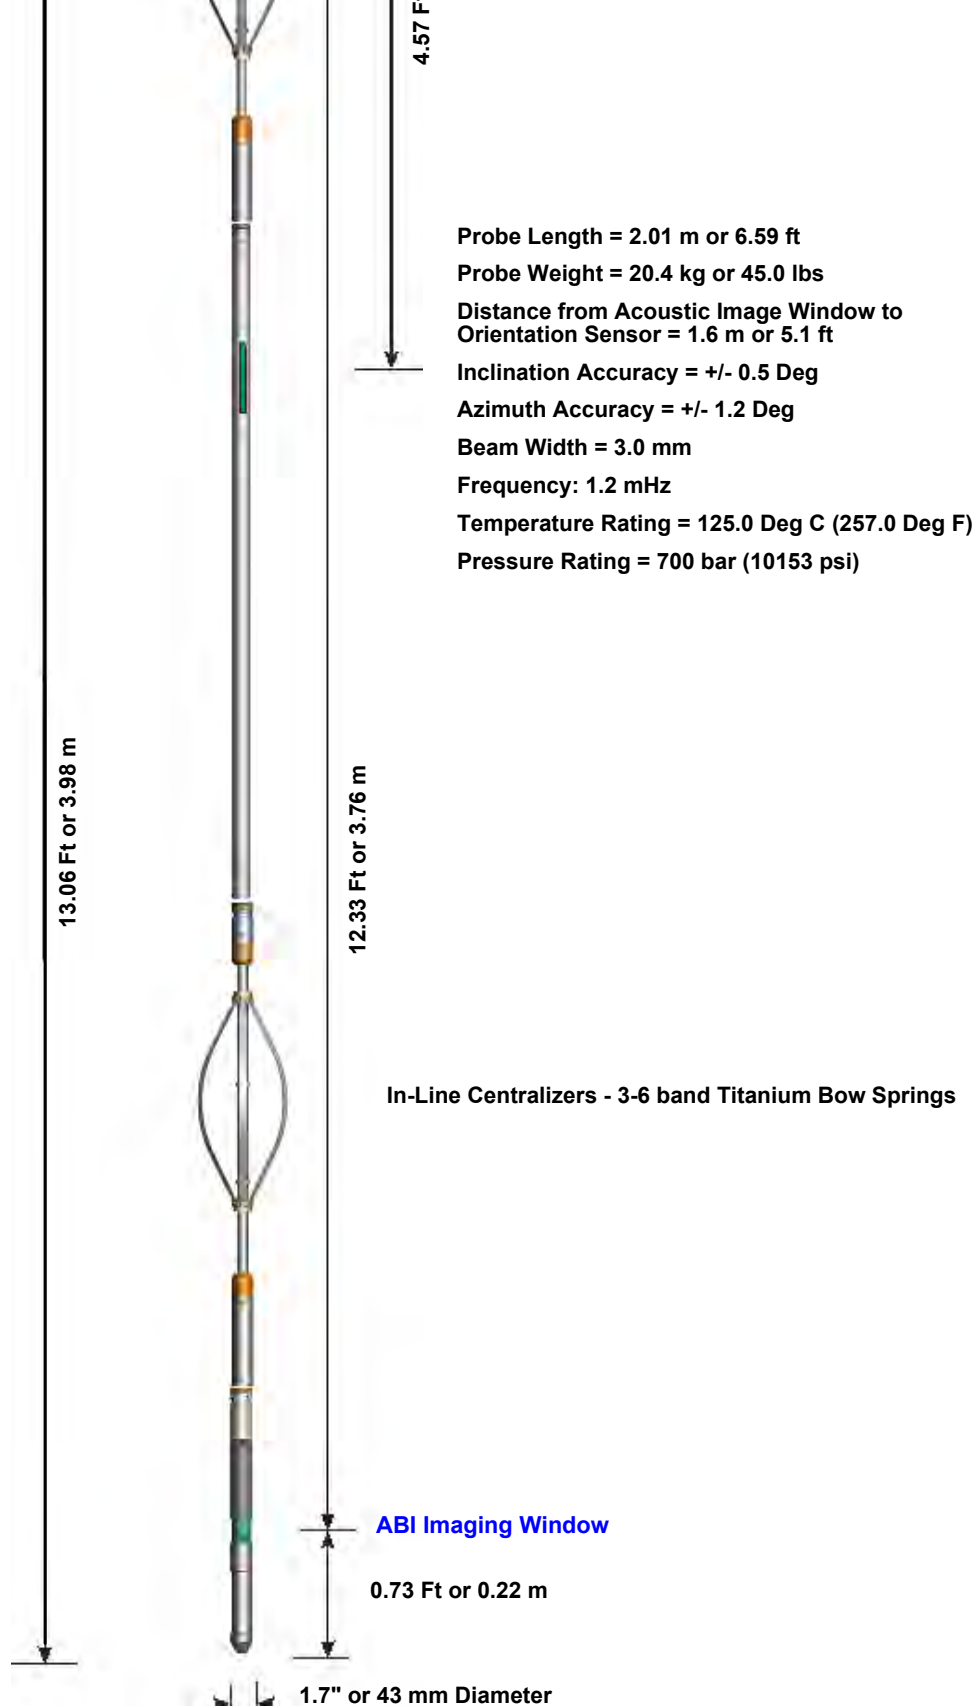 4.57 F
Probe Length = 2.01 m or 6.59 ft
Probe Weight = 20.4 kg or 45.0 lbs
Distance from Acoustic Image Window to
Orientation Sensor = 1.6 m or 5.1 ft
Inclination Accuracy = +/- 0.5 Deg
Azimuth Accuracy = +/- 1.2 Deg
Beam Width = 3.0 mm
Frequency: 1.2 mHz
Temperature Rating = 125.0 Deg C (257.0 Deg F)
Pressure Rating = 700 bar (10153 psi)
13.06 Ft or 3.98 m
12.33 Ft or 3.76 m
In-Line Centralizers - 3-6 band Titanium Bow Springs
ABI Imaging Window
0.73 Ft or 0.22 m
1.7" or 43 mm Diameter